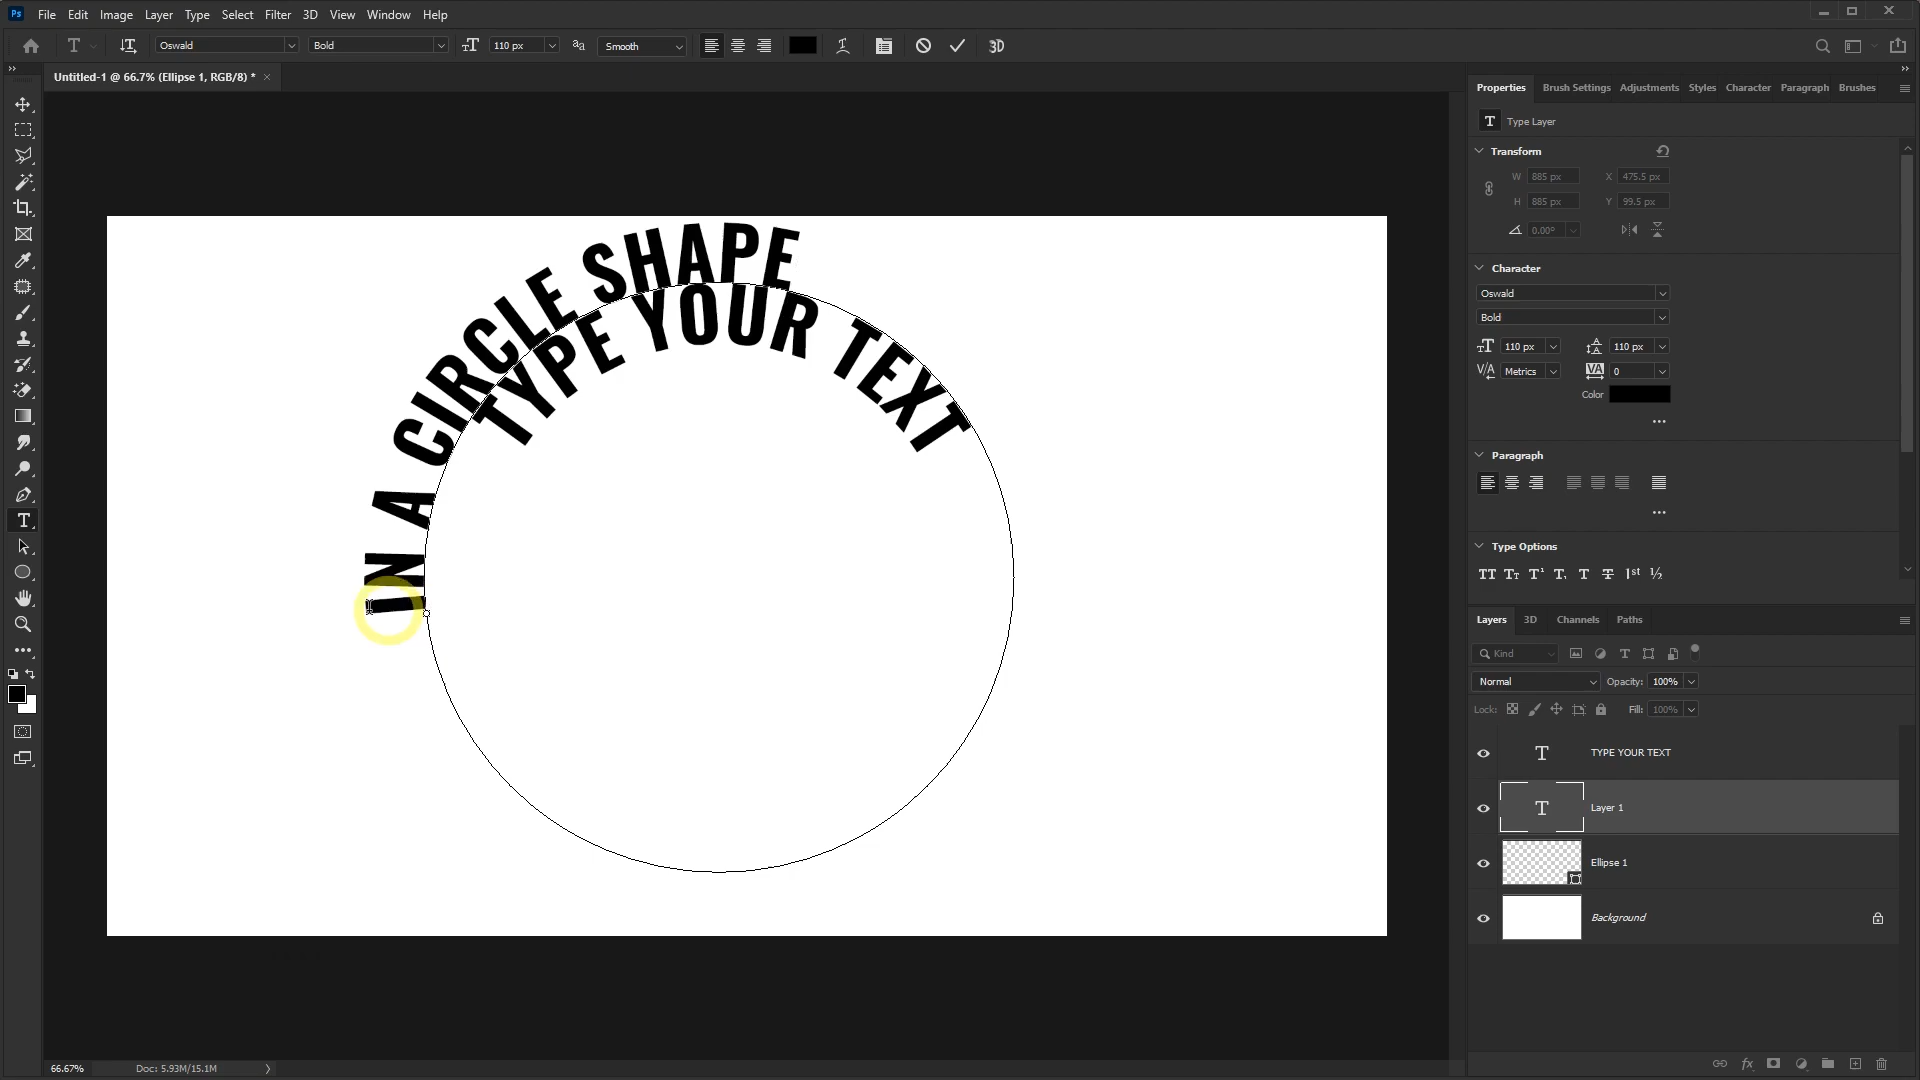 Ps File Edit Image Layer Type Select Filter 3D View Window Help
Oswald Bold 110 px Smooth 3D
Untitled-1 @ 66.7% (Ellipse 1, RGB/8) * ×
IN A CIRCLE SHAPE
TYPE YOUR TEXT
Properties Brush Settings Adjustments Styles Character Paragraph Brushes
T Type Layer
Transform
W 885 px X 475.5 px
H 885 px Y 99.5 px
0.00°
Character
Oswald
Bold
110 px 110 px
Metrics 0
Color
Paragraph
Type Options
Layers 3D Channels Paths
Kind
Normal Opacity: 100%
Lock: Fill: 100%
T TYPE YOUR TEXT
T Layer 1
Ellipse 1
Background
66.67% Doc: 5.93M/15.1M